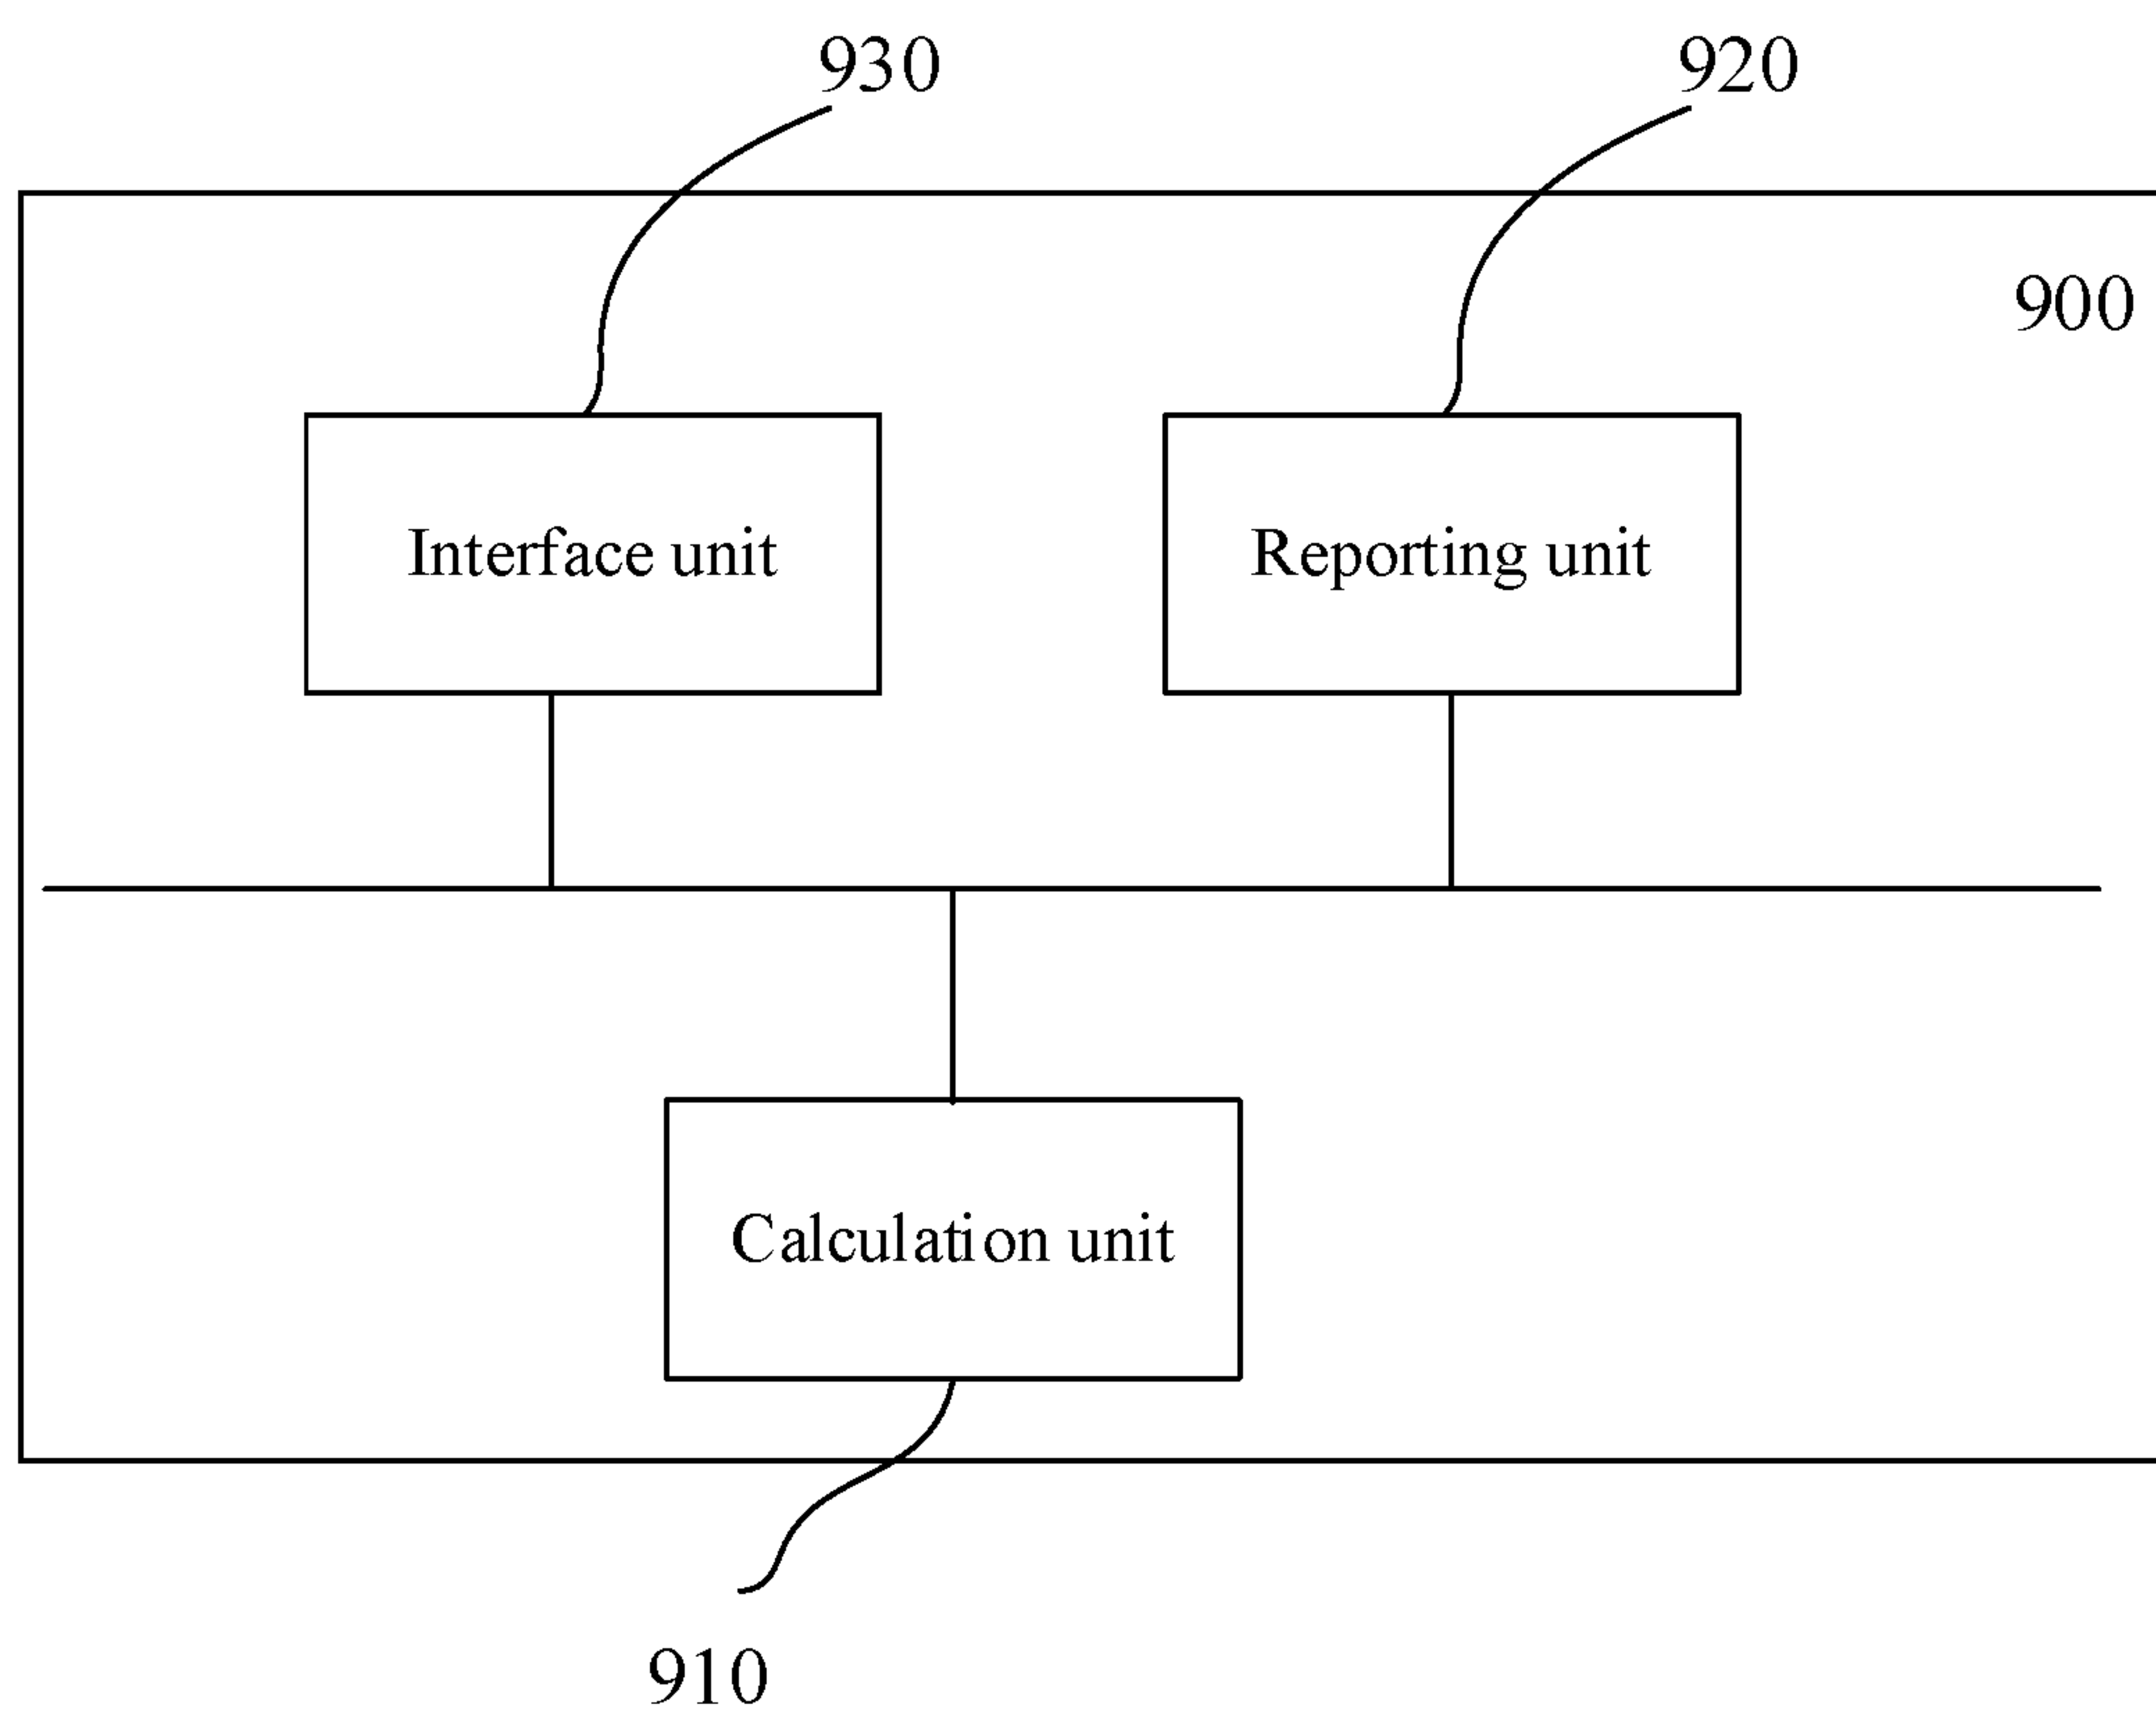 930
920
900
Interface unit
Reporting unit
Calculation unit
910